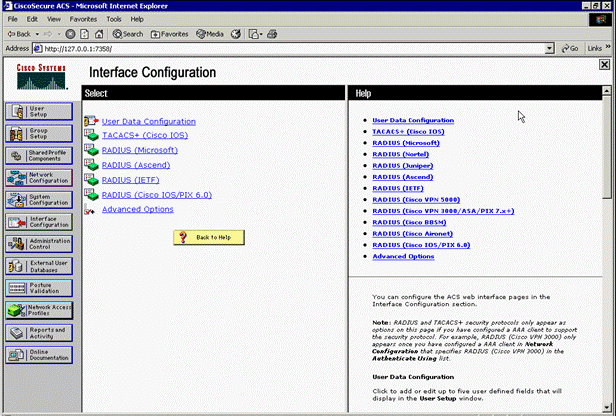 CiscoSecure ACS - Microsoft Internet Explorer
File Edit View Favorites Tools Help
Back Search Favorites Media
Address http://127.0.0.1:7358/ Go Links »
CISCO SYSTEMS
Interface Configuration
User Setup
Group Setup
Shared Profile Components
Network Configuration
System Configuration
Interface Configuration
Administration Control
External User Databases
Posture Validation
Network Access Profiles
Reports and Activity
Online Documentation
Select
User Data Configuration
TACACS+ (Cisco IOS)
RADIUS (Microsoft)
RADIUS (Ascend)
RADIUS (IETF)
RADIUS (Cisco IOS/PIX 6.0)
Advanced Options
? Back to Help
Help
• User Data Configuration
• TACACS+ (Cisco IOS)
• RADIUS (Microsoft)
• RADIUS (Nortel)
• RADIUS (Juniper)
• RADIUS (Ascend)
• RADIUS (IETF)
• RADIUS (Cisco VPN 5000)
• RADIUS (Cisco VPN 3000/ASA/PIX 7.x+)
• RADIUS (Cisco BBSM)
• RADIUS (Cisco Aironet)
• RADIUS (Cisco IOS/PIX 6.0)
• Advanced Options
You can configure the ACS web interface pages in the
Interface Configuration section.
Note: RADIUS and TACACS+ security protocols only appear as
options on this page if you have configured a AAA client to support
the security protocol. For example, RADIUS (Cisco VPN 3000) only
appears once you have configured a AAA client in Network
Configuration that specifies RADIUS (Cisco VPN 3000) in the
Authenticate Using list.
User Data Configuration
Click to add or edit up to five user defined fields that will
display in the User Setup window.